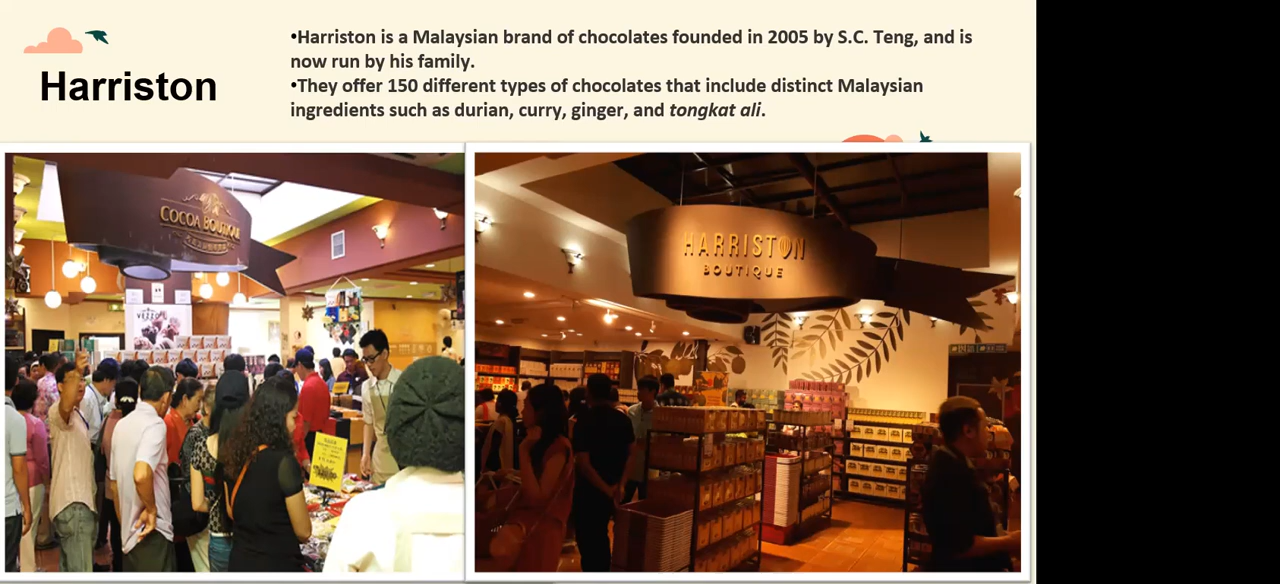 Harriston
•Harriston is a Malaysian brand of chocolates founded in 2005 by S.C. Teng, and is
now run by his family.
•They offer 150 different types of chocolates that include distinct Malaysian
ingredients such as durian, curry, ginger, and tongkat ali.
COCOA BOUTIQUE
HARRISTON
BOUTIQUE